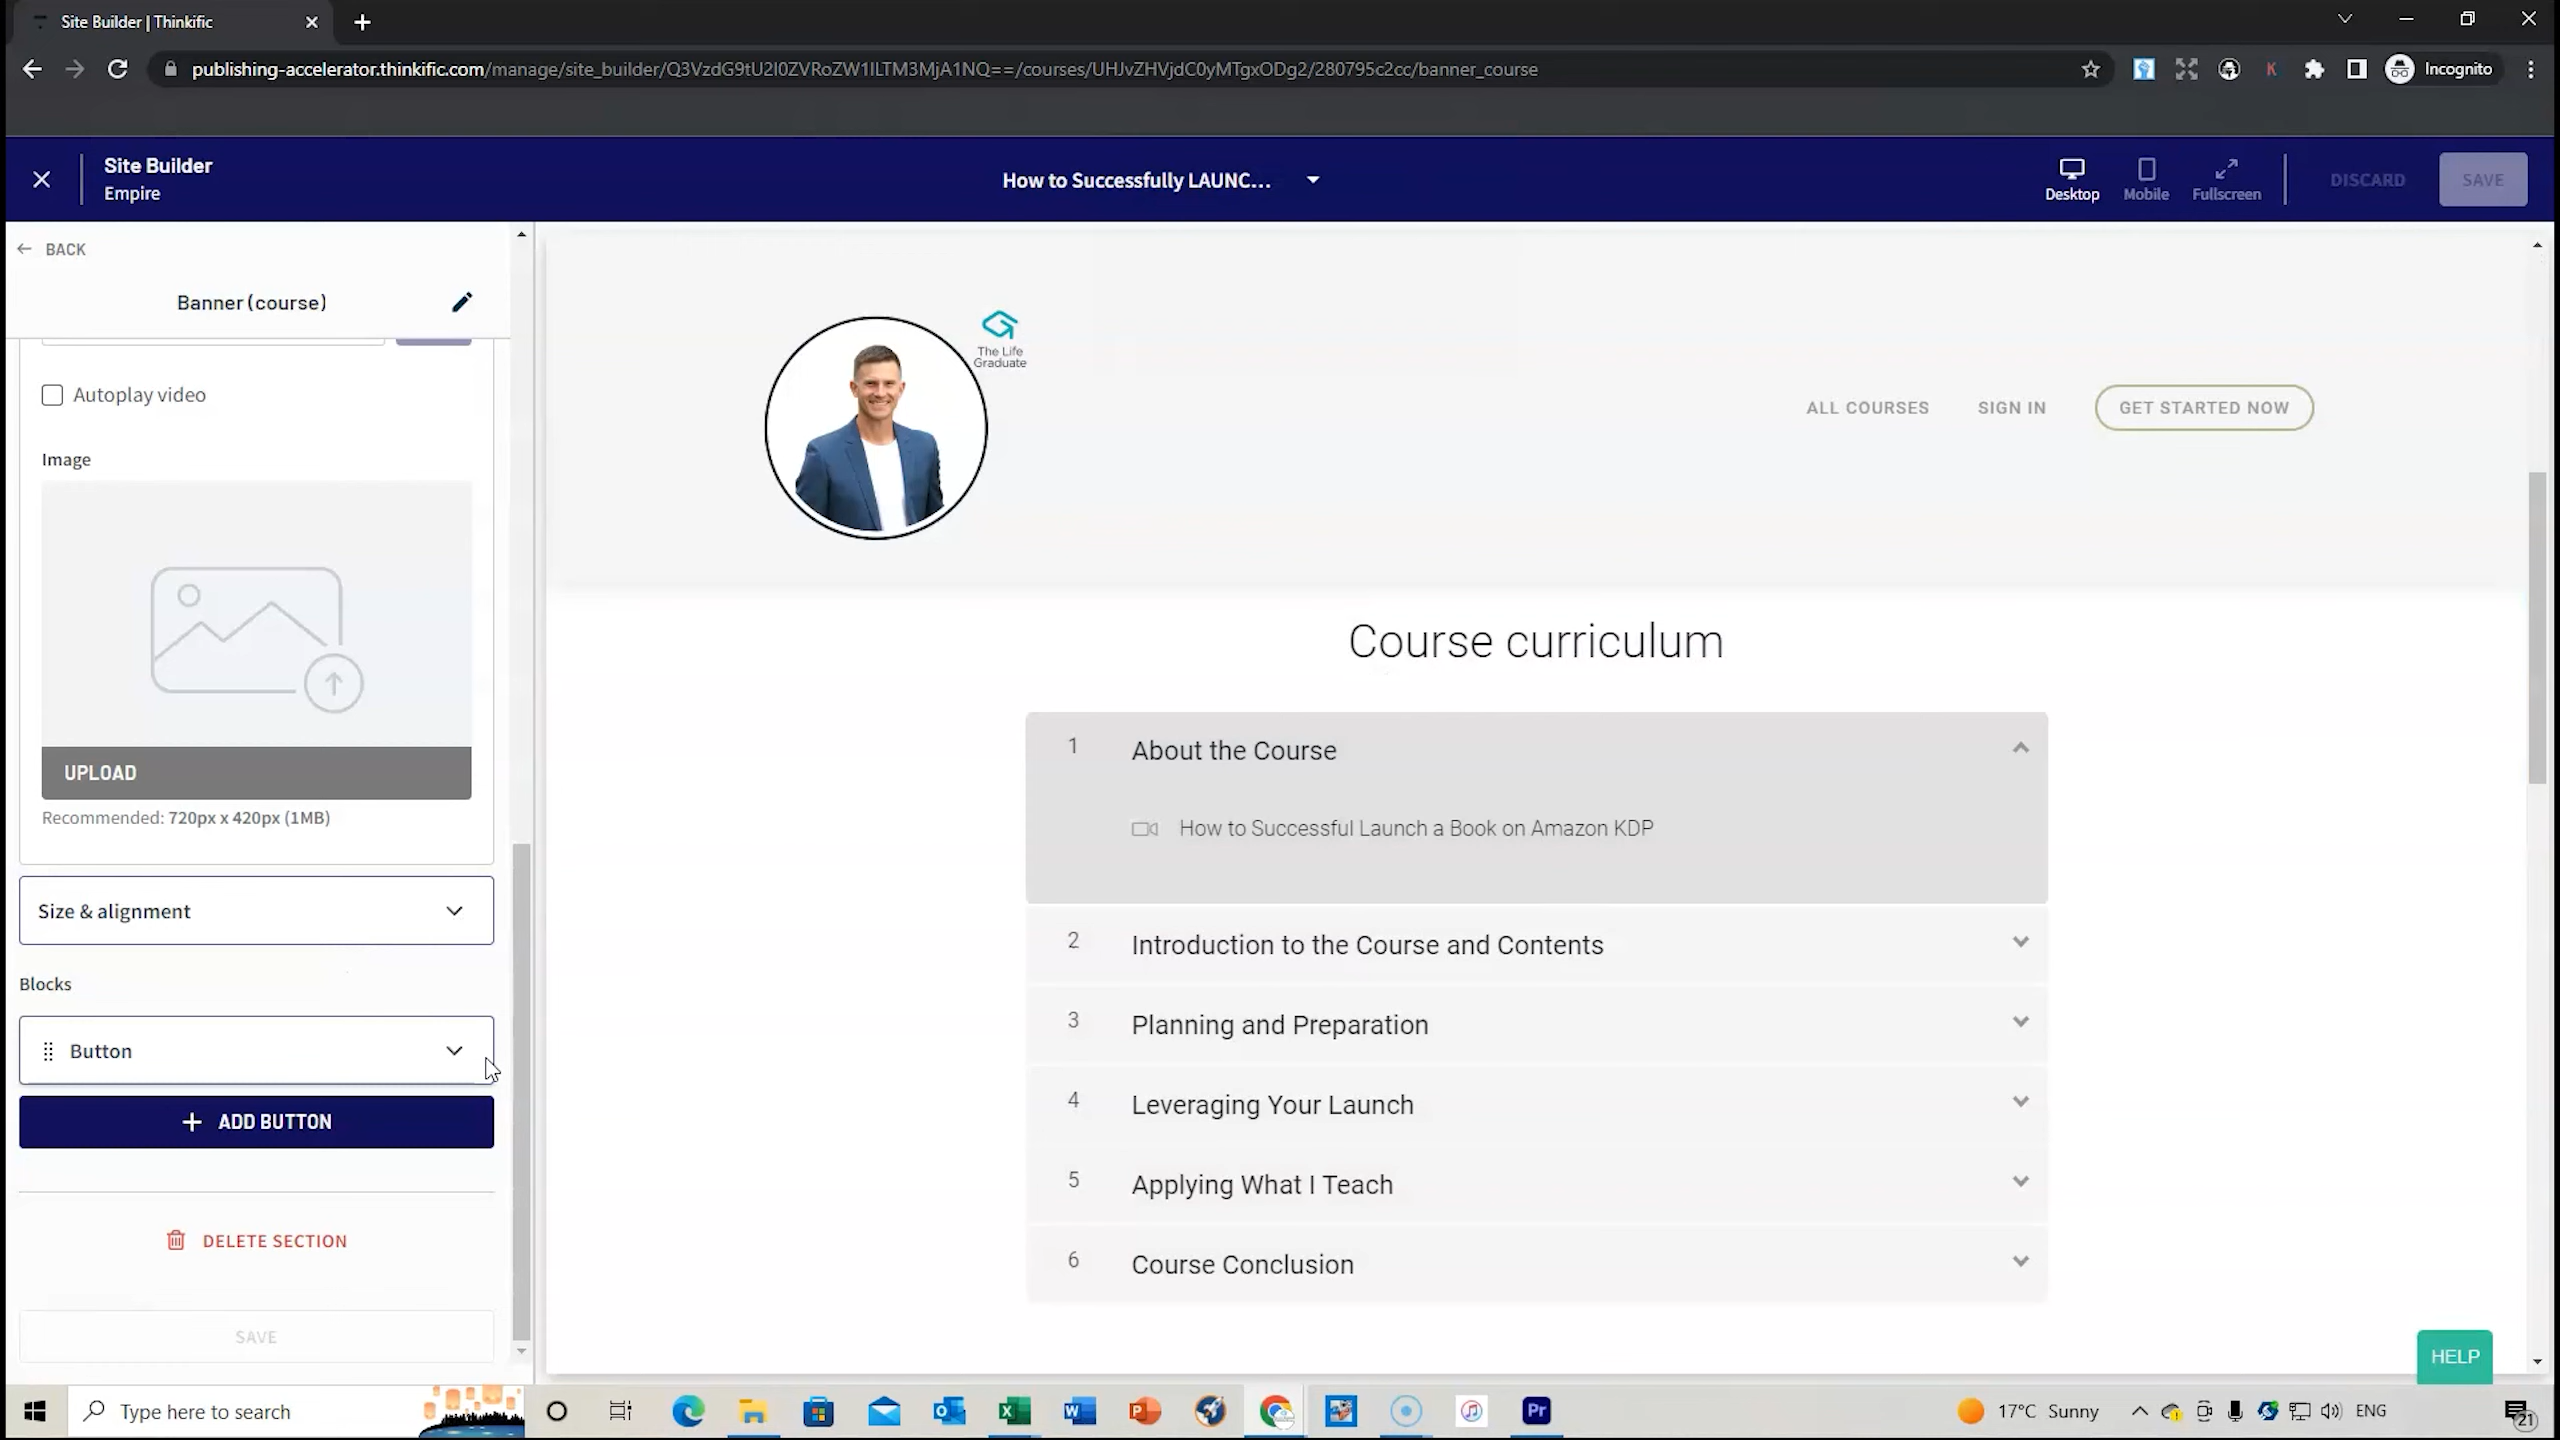 Site Builder | Thinkific
publishing-accelerator.thinkific.com/manage/site_builder/Q3VzdG9tU2l0ZVRoZW1lLTM3MjA1NQ==/courses/UHJvZHVjdC0yMTgxODg2/280795c2cc/banner_course
K
Incognito
Site Builder
Empire
How to Successfully LAUNC...
Desktop
Mobile
Fullscreen
DISCARD
SAVE
BACK
Banner (course)
Autoplay video
Image
UPLOAD
Recommended: 720px x 420px (1MB)
Size & alignment
Blocks
Button
+ ADD BUTTON
DELETE SECTION
SAVE
The Life
Graduate
ALL COURSES
SIGN IN
GET STARTED NOW
Course curriculum
1 About the Course
How to Successful Launch a Book on Amazon KDP
2 Introduction to the Course and Contents
3 Planning and Preparation
4 Leveraging Your Launch
5 Applying What I Teach
6 Course Conclusion
HELP
Type here to search
Pr
17°C Sunny
ENG
21